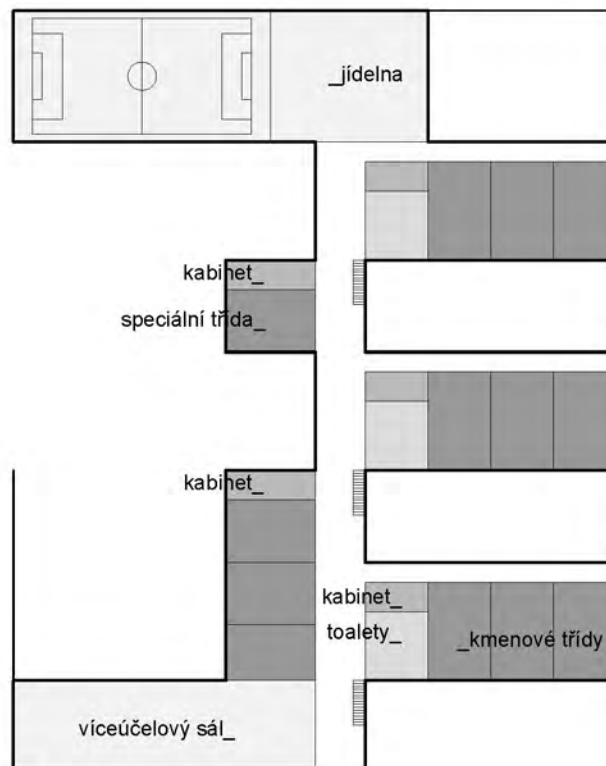 _jídelna
kabinet_
speciální třída_
kabinet_
kabinet_
toalety_
_kmenové třídy
víceúčelový sál_